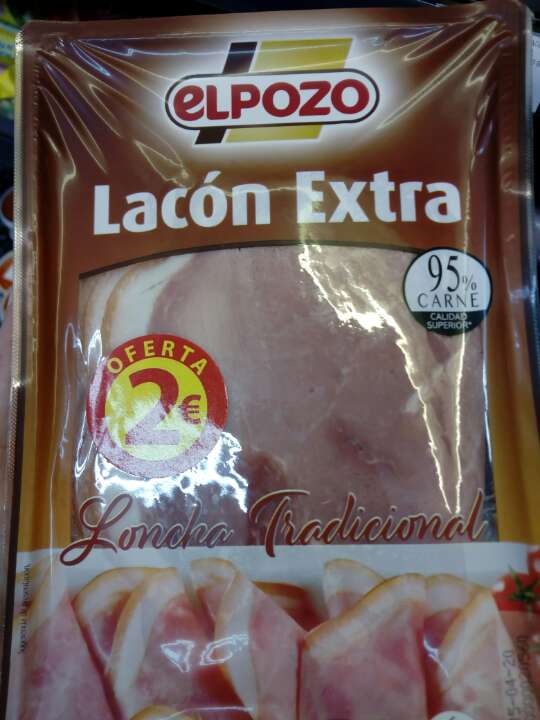 ELPOZO
Lacón Extra
95%
CARNE
CALIDAD
SUPERIOR*
OFERTA
2€
Loncha Tradicional